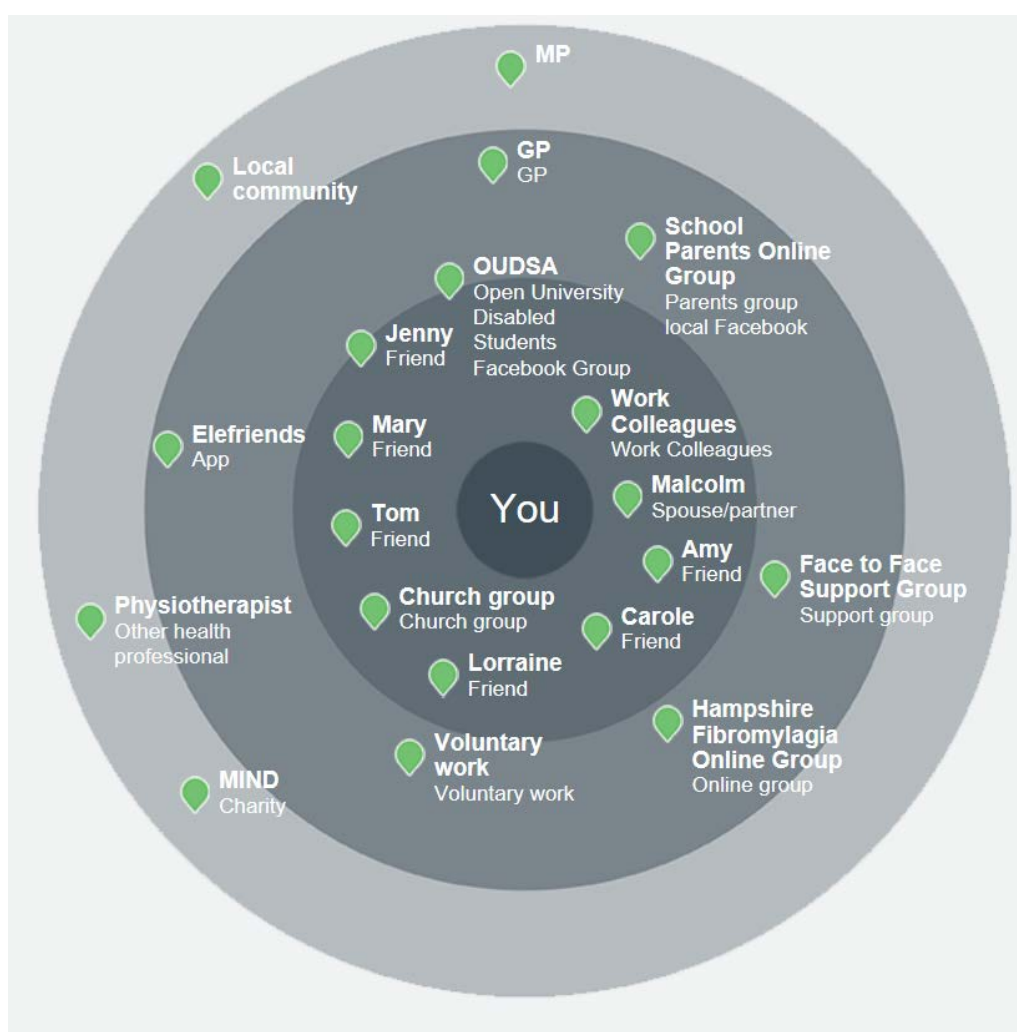 MP
Local
community
GP
GP
School
Parents Online
Group
Parents group
local Facebook
OUDSA
Open University
Disabled
Students
Facebook Group
Jenny
Friend
Work
Colleagues
Work Colleagues
Mary
Friend
Elefriends
App
Malcolm
Spouse/partner
You
Tom
Friend
Amy
Friend
Face to Face
Support Group
Support group
Church group
Church group
Physiotherapist
Other health
professional
Carole
Friend
Lorraine
Friend
Hampshire
Fibromylagia
Online Group
Online group
Voluntary
work
Voluntary work
MIND
Charity